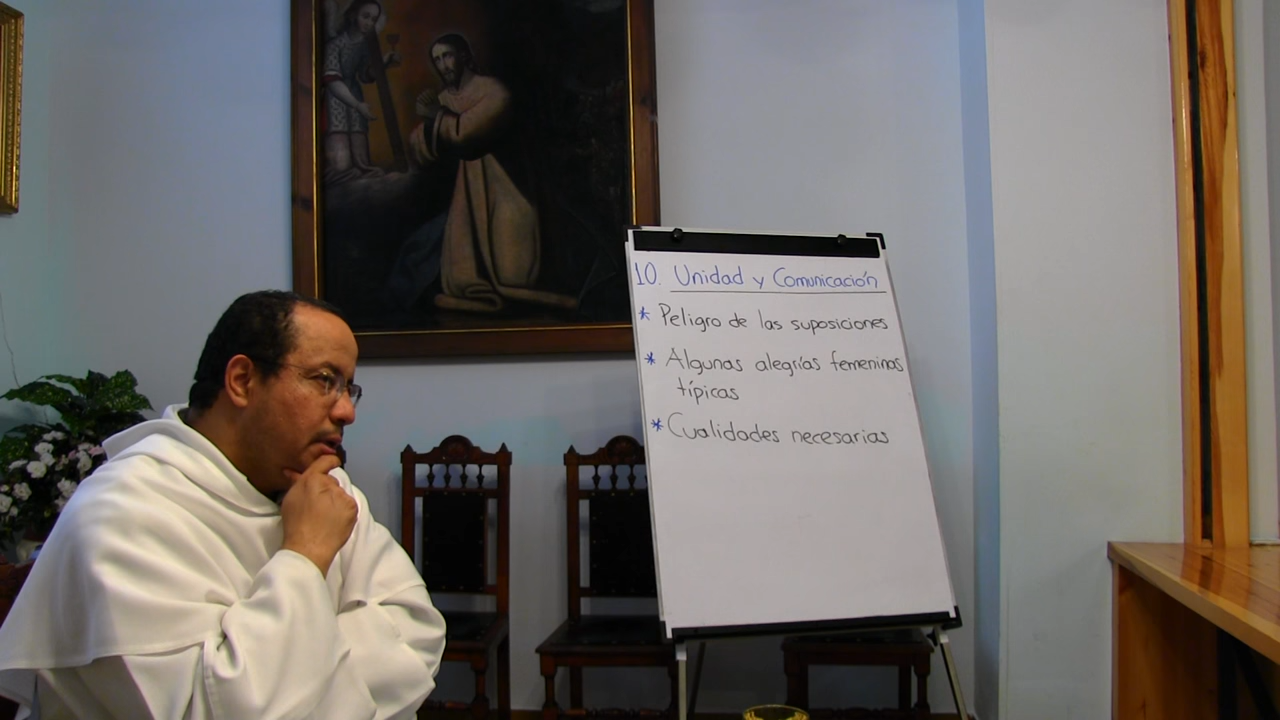 10. Unidad y Comunicación
* Peligro de las suposiciones
* Algunas alegrías femeninas
típicas
* Cualidades necesarias